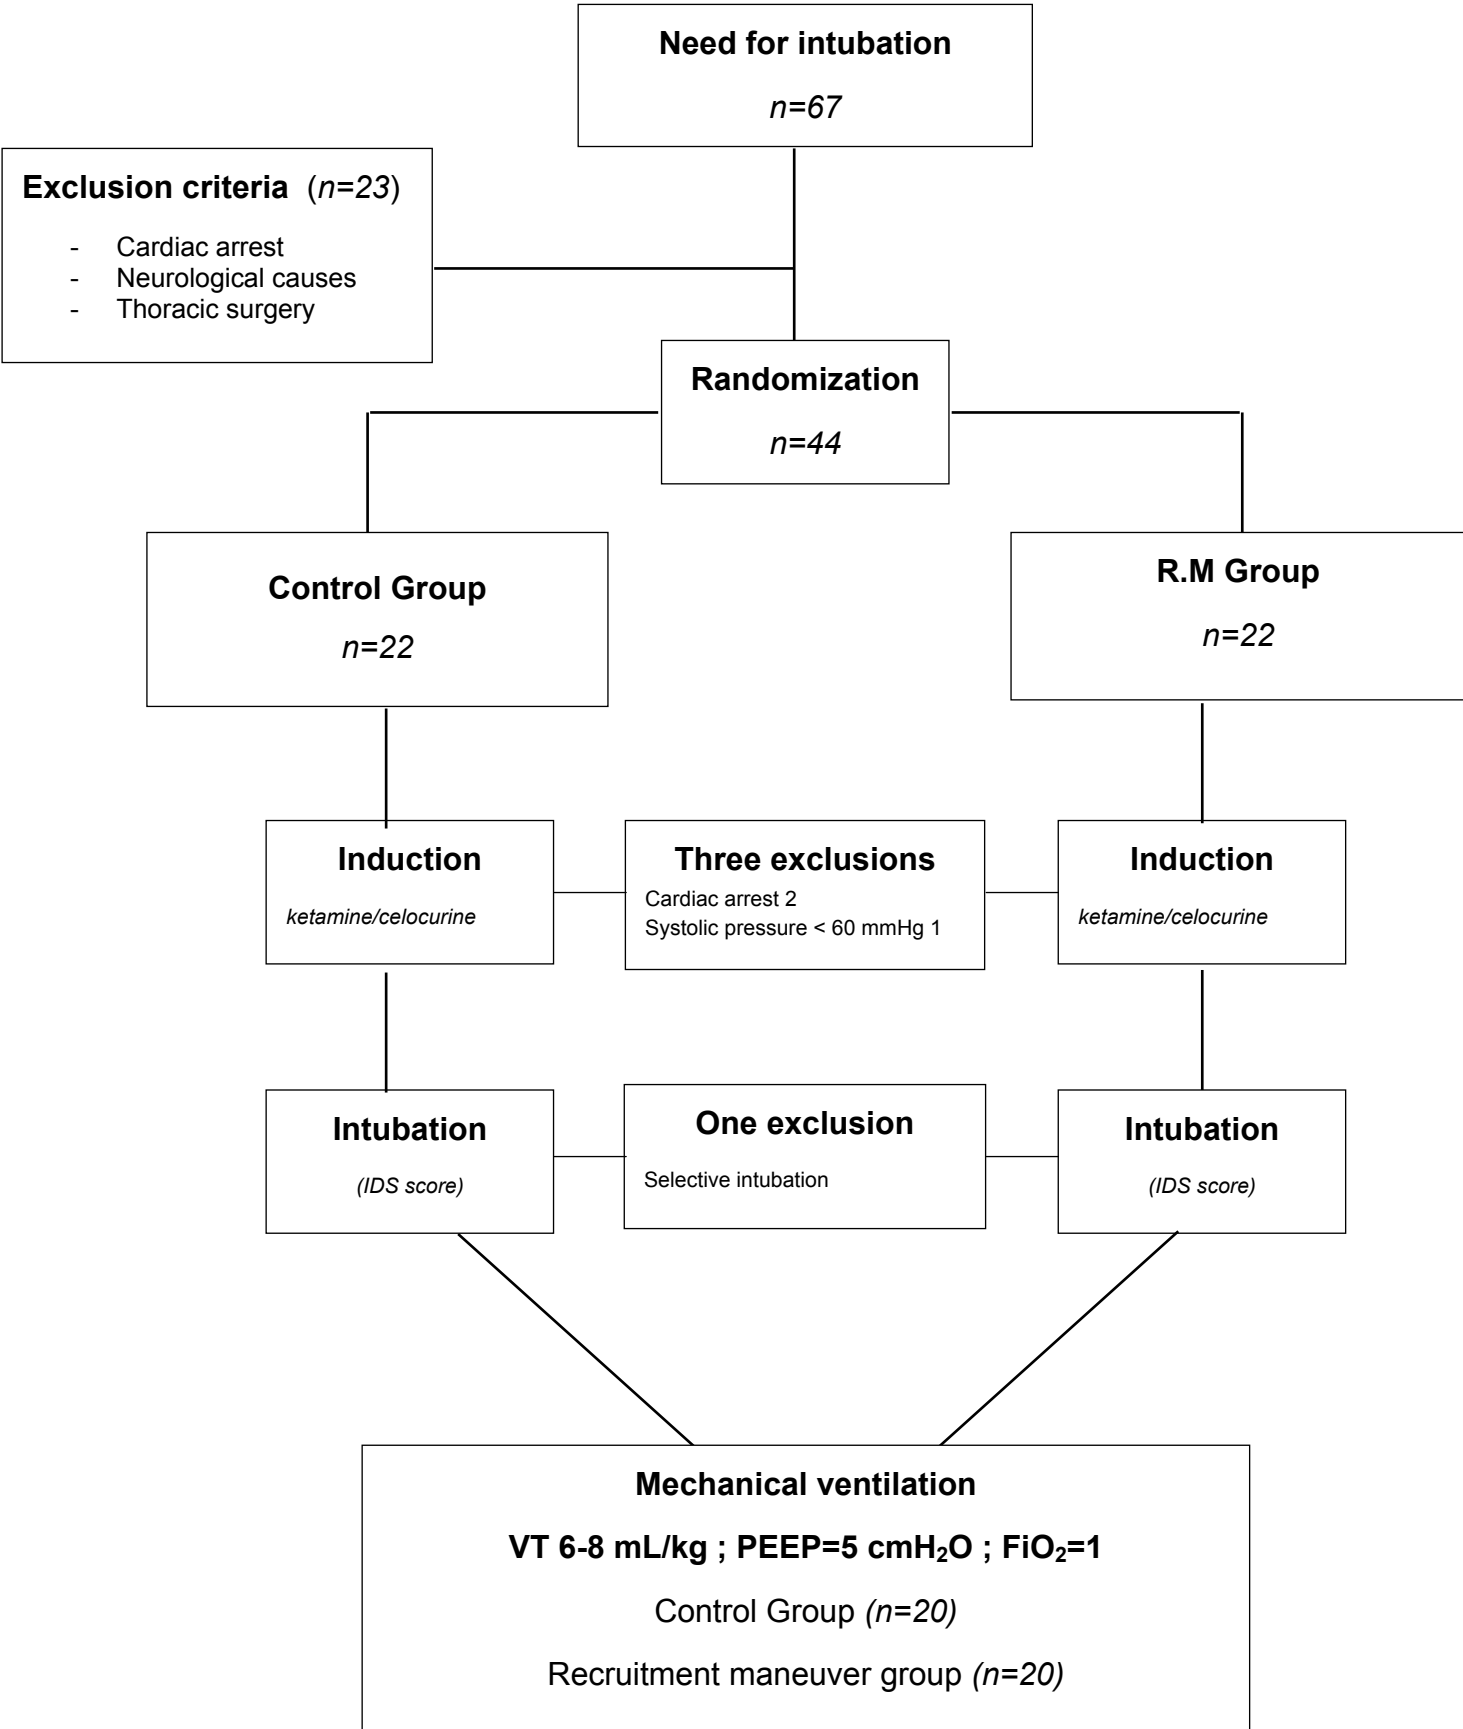 Need for intubation
n=67
Exclusion criteria (n=23)
- Cardiac arrest
- Neurological causes
- Thoracic surgery
Randomization
n=44
Control Group
n=22
R.M Group
n=22
Induction
ketamine/celocurine
Three exclusions
Cardiac arrest 2
Systolic pressure < 60 mmHg 1
Induction
ketamine/celocurine
Intubation
(IDS score)
One exclusion
Selective intubation
Intubation
(IDS score)
Mechanical ventilation
VT 6-8 mL/kg ; PEEP=5 cmH₂O ; FiO₂=1
Control Group (n=20)
Recruitment maneuver group (n=20)